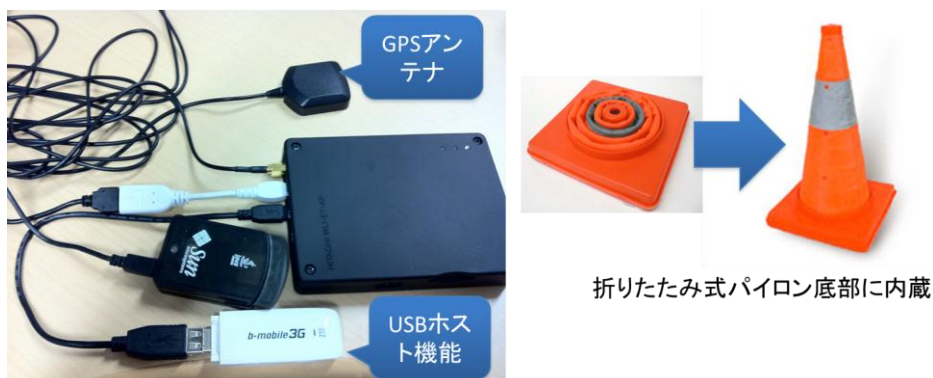 GPSアン
テナ
Sun
microsystems
b-mobile3G
USBホス
ト機能
折りたたみ式パイロン底部に内蔵